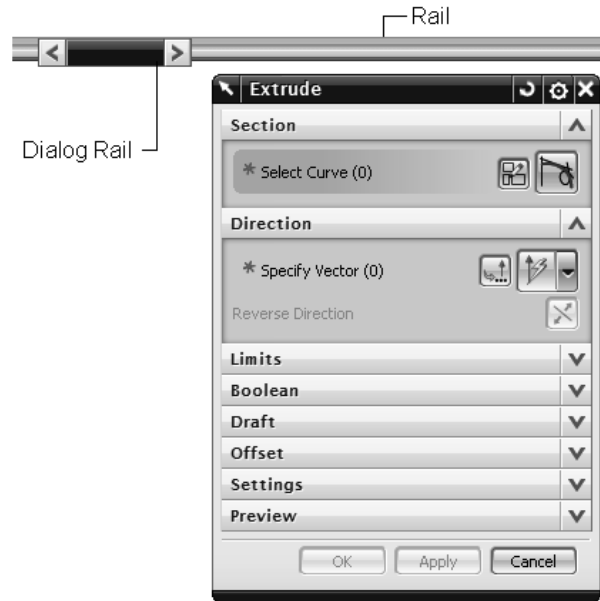 Rail
Dialog Rail
Extrude
Section
* Select Curve (0)
Direction
* Specify Vector (0)
Reverse Direction
Limits
Boolean
Draft
Offset
Settings
Preview
OK Apply Cancel